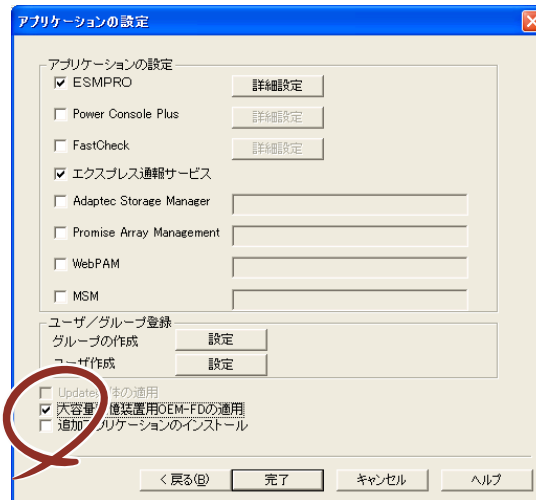 アプリケーションの設定
アプリケーションの設定
ESMPRO 詳細設定
Power Console Plus 詳細設定
FastCheck 詳細設定
エクスプレス通報サービス
Adaptec Storage Manager
Promise Array Management
WebPAM
MSM
ユーザ/グループ登録
グループの作成 設定
ユーザ作成 設定
Update 体の適用
大容量 憶装置用OEM-FDの適用
追加アプリケーションのインストール
< 戻る(B) 完了 キャンセル ヘルプ